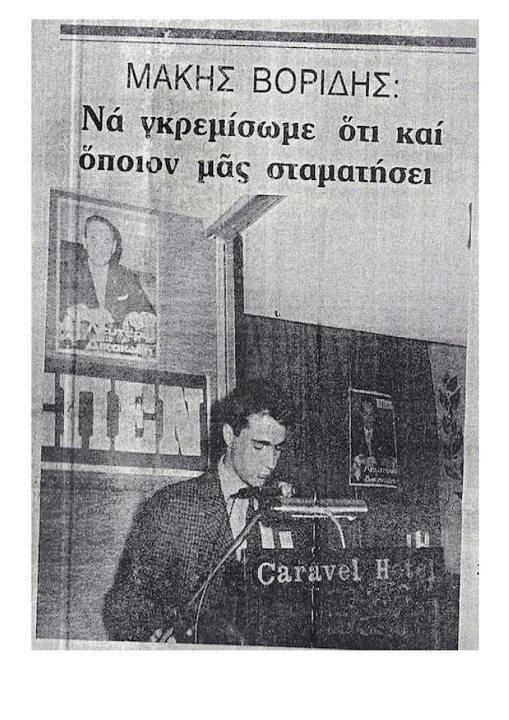 ΜΑΚΗΣ ΒΟΡΙΔΗΣ:
Νά γκρεμίσωμε ὅτι καί
ὅποιον μᾶς σταματήσει
ΕΠΕΝ
Caravel Hotel